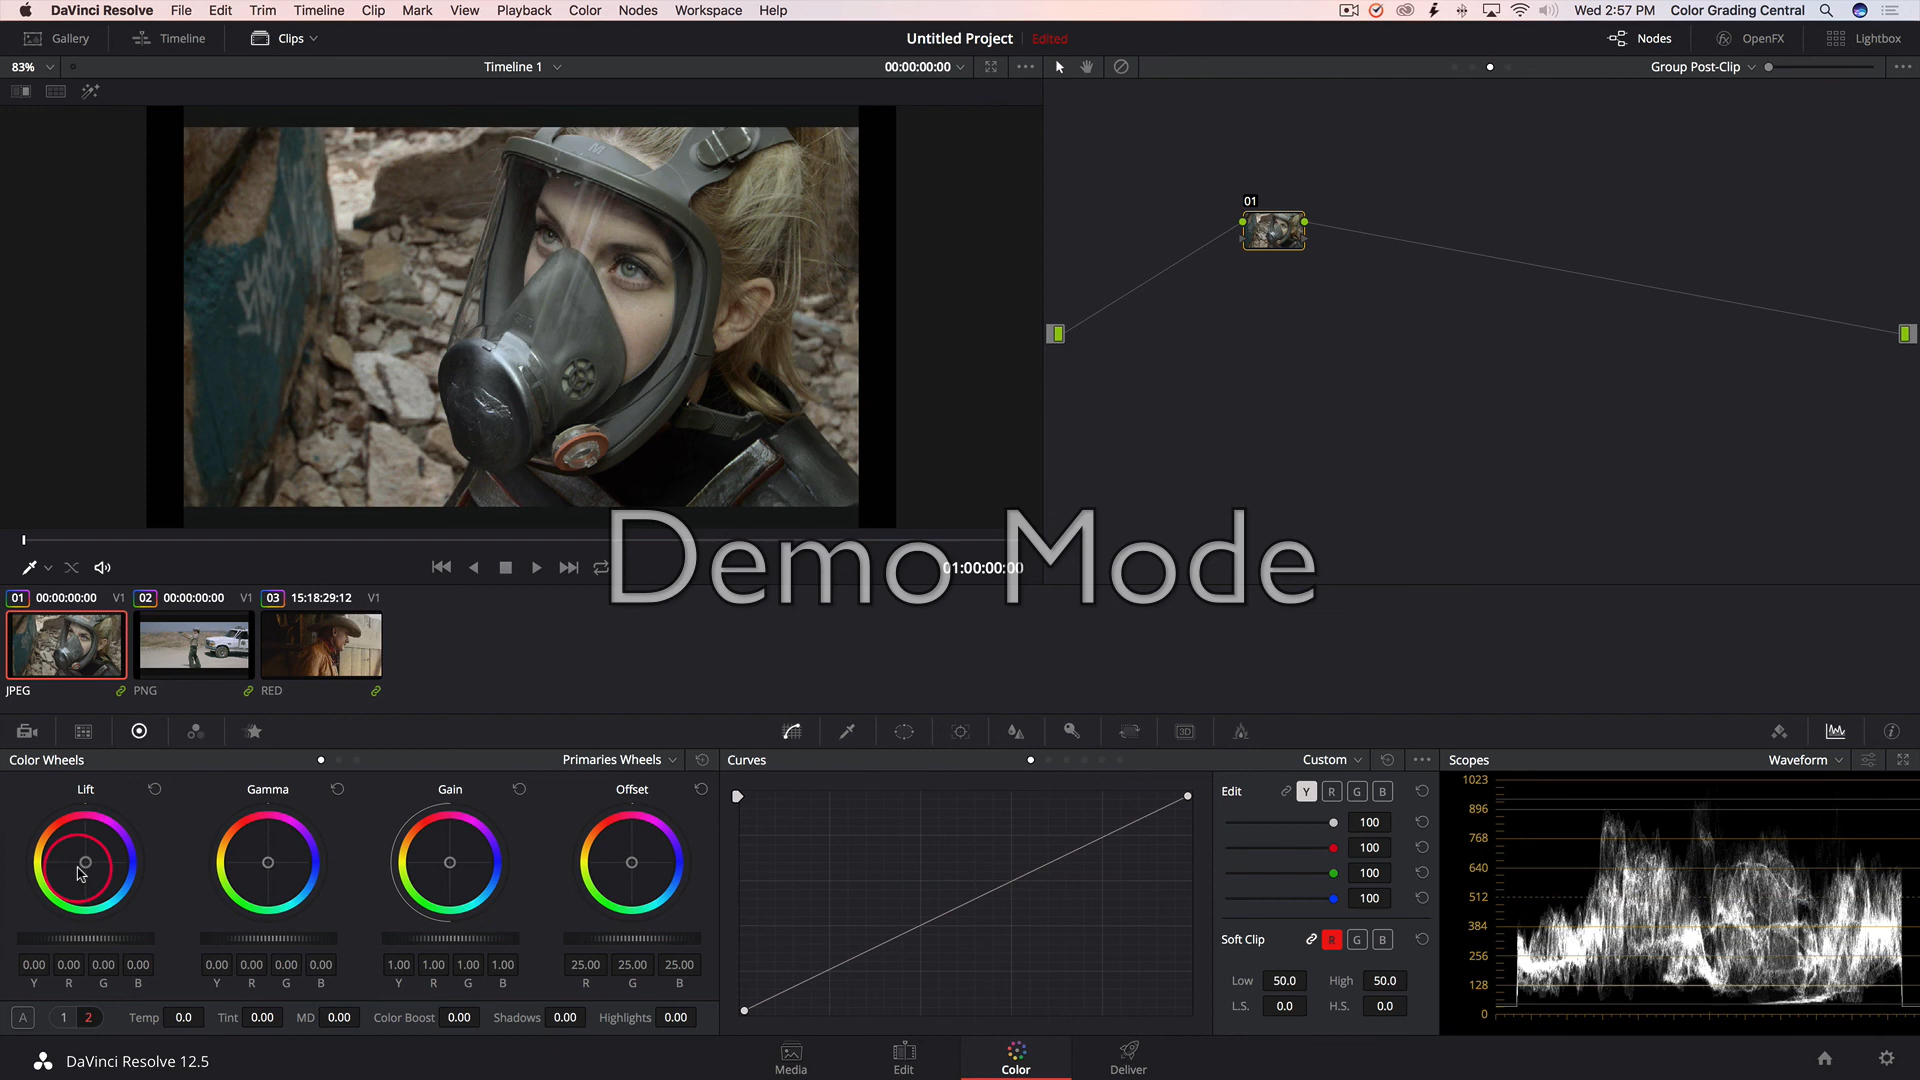 DaVinci Resolve File Edit Trim Timeline Clip Mark View Playback Color Nodes Workspace Help Wed 2:57 PM Color Grading Central
Gallery Timeline Clips Untitled Project Edited Nodes OpenFX Lightbox
83% Timeline 1 00:00:00:00 Group Post-Clip
M
01
Demo Mode
01:00:00:00
01 00:00:00:00 V1 02 00:00:00:00 V1 03 15:18:29:12 V1
JPEG PNG RED
3D
Color Wheels Primaries Wheels Curves Custom Scopes Waveform
Lift Gamma Gain Offset
Edit Y R G B
100
100
100
100
Soft Clip R G B
Low 50.0 High 50.0
L.S. 0.0 H.S. 0.0
1023
896
768
640
512
384
256
128
0
0.00 0.00 0.00 0.00 0.00 0.00 0.00 0.00 1.00 1.00 1.00 1.00 25.00 25.00 25.00
Y R G B Y R G B Y R G B R G B
A 1 2 Temp 0.0 Tint 0.00 MD 0.00 Color Boost 0.00 Shadows 0.00 Highlights 0.00
DaVinci Resolve 12.5 Media Edit Color Deliver